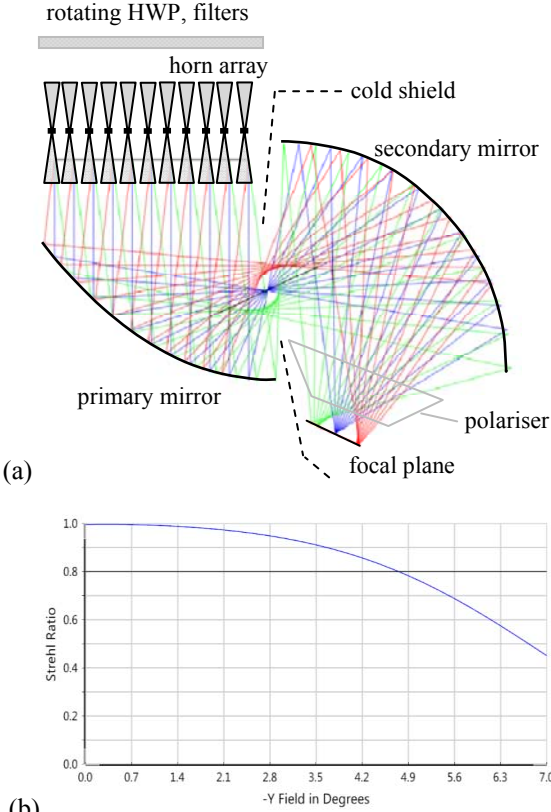 rotating HWP, filters
(a)
horn array
cold shield
secondary mirror
primary mirror
polariser
focal plane
1.0
0.8
0.6
0.4
0.2
0.0
Strehl Ratio
0.0 0.7 1.4 2.1 2.8 3.5 4.2 4.9 5.6 6.3 7.0
-Y Field in Degrees
(b)